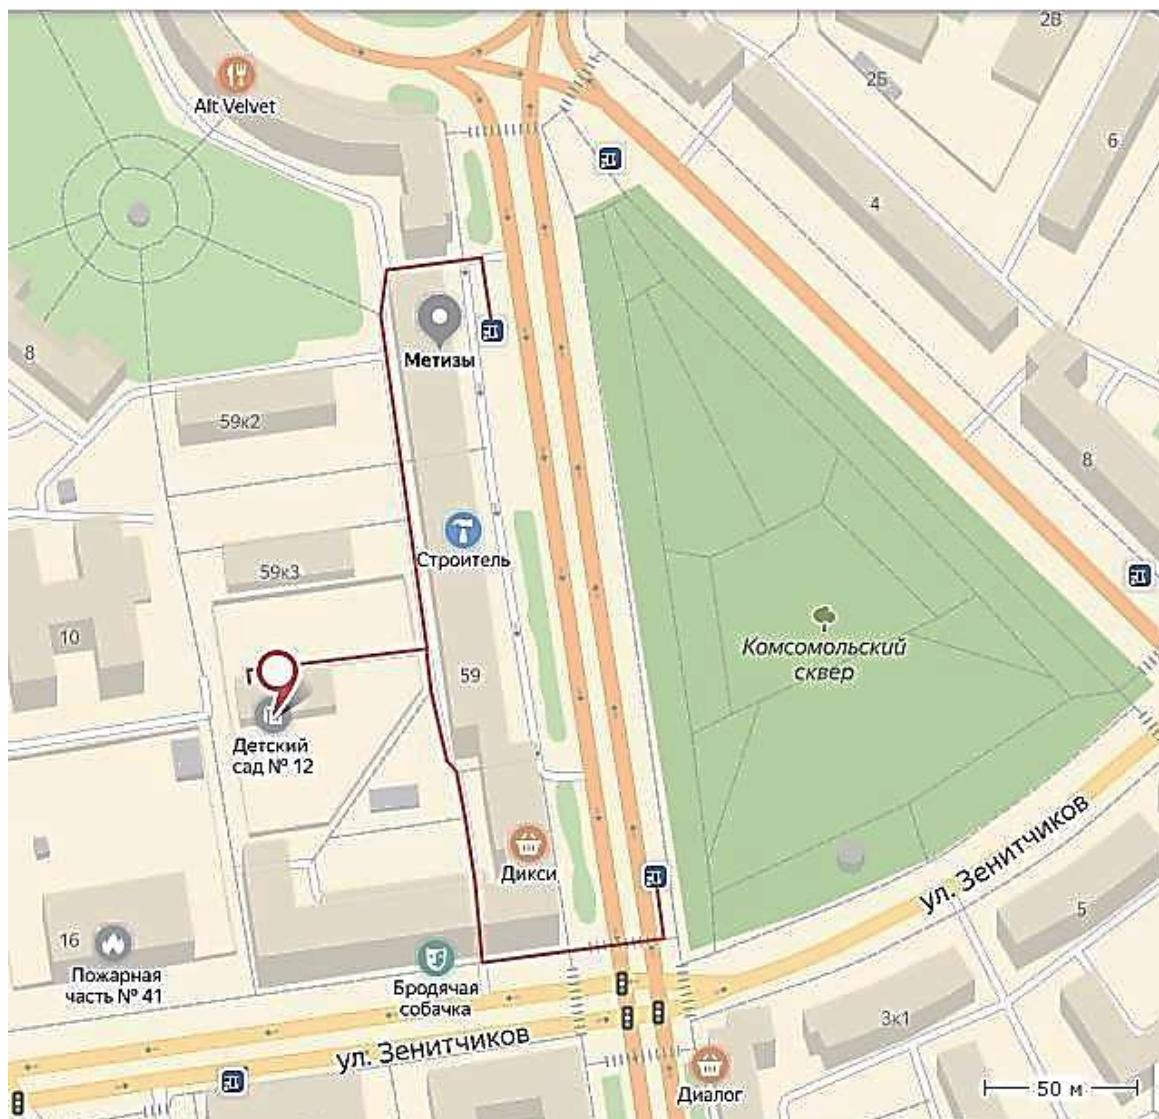 2В
2Б
Alt Velvet
6
4
8
Метизы
59к2
8
Строитель
59к3
10
Комсомольский
сквер
59
Детский
сад № 12
Дикси
ул. Зенитчиков
5
16
Пожарная
часть № 41
Бродячая
собачка
3к1
ул. Зенитчиков
Диалог
50 м